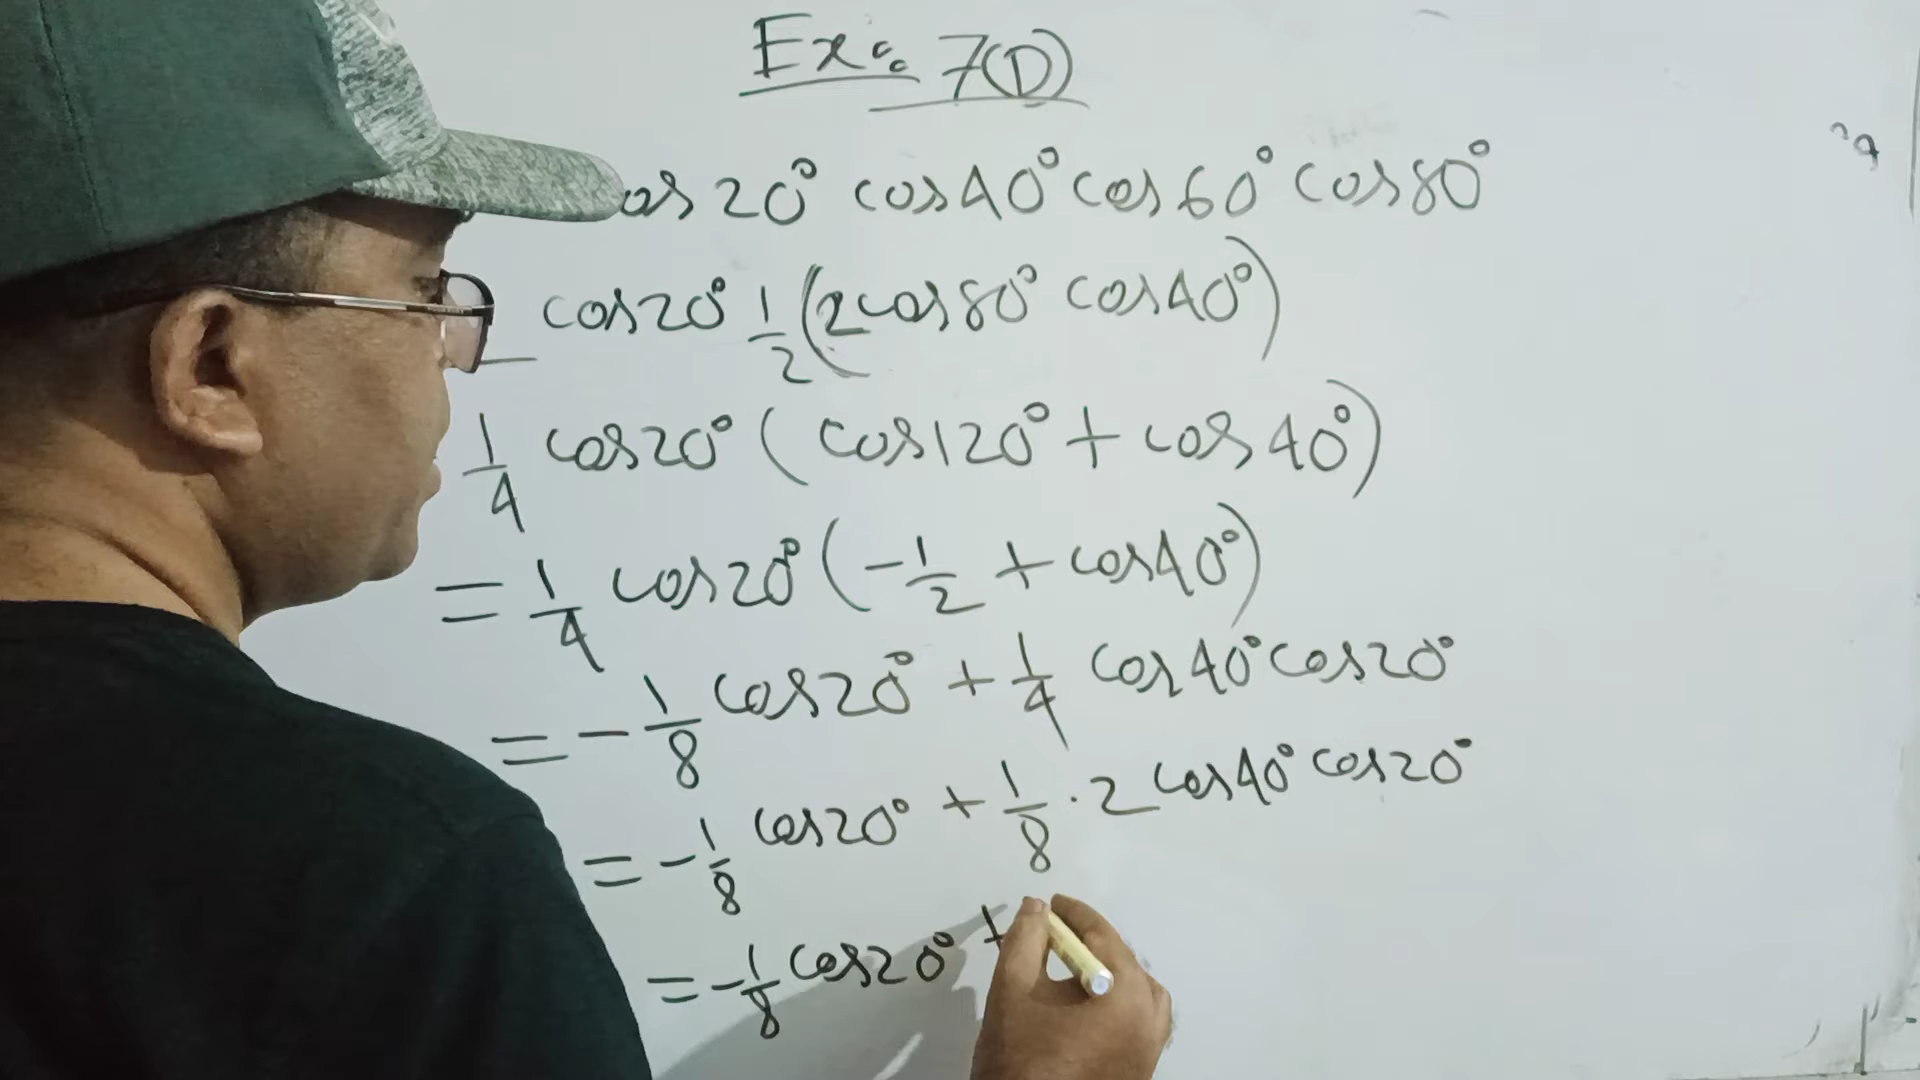 Ex: 7(D)
cos20° cos40° cos60° cos80°
cos20° 1/2 (2cos80° cos40°)
1/4 cos20° (cos120° + cos40°)
= 1/4 cos20° (-1/2 + cos40°)
= -1/8 cos20° + 1/4 cos40° cos20°
= -1/8 cos20° + 1/8 · 2 cos40° cos20°
= -1/8 cos20° +